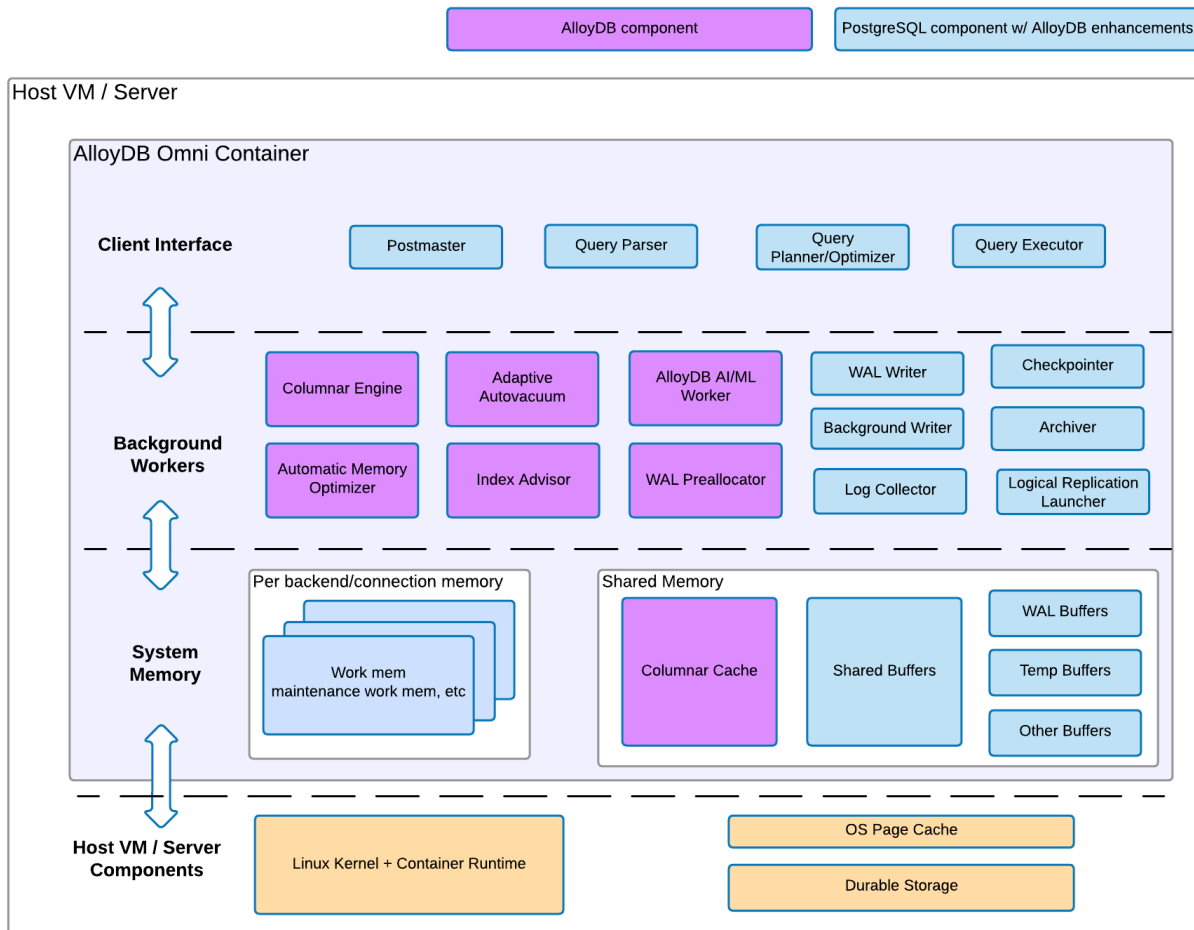 AlloyDB component
PostgreSQL component w/ AlloyDB enhancements
Host VM / Server
AlloyDB Omni Container
Client Interface
Postmaster
Query Parser
Query
Planner/Optimizer
Query Executor
Background
Workers
Columnar Engine
Adaptive
Autovacuum
AlloyDB AI/ML
Worker
WAL Writer
Checkpointer
Background Writer
Archiver
Automatic Memory
Optimizer
Index Advisor
WAL Preallocator
Log Collector
Logical Replication
Launcher
System
Memory
Per backend/connection memory
Work mem
maintenance work mem, etc
Shared Memory
Columnar Cache
Shared Buffers
WAL Buffers
Temp Buffers
Other Buffers
Host VM / Server
Components
Linux Kernel + Container Runtime
OS Page Cache
Durable Storage